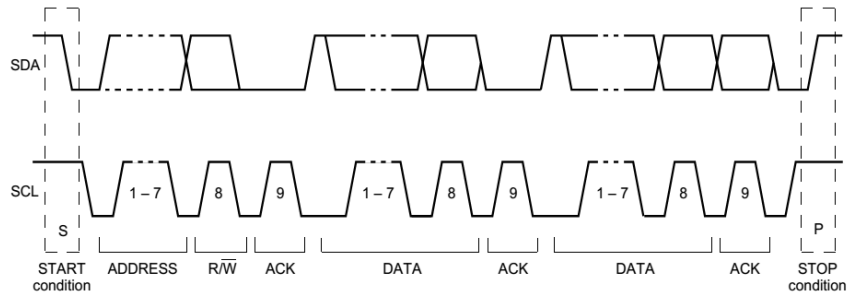 SDA
SCL
1 – 7 8 9 1 – 7 8 9 1 – 7 8 9
S P
START condition ADDRESS R/W̅ ACK DATA ACK DATA ACK STOP condition